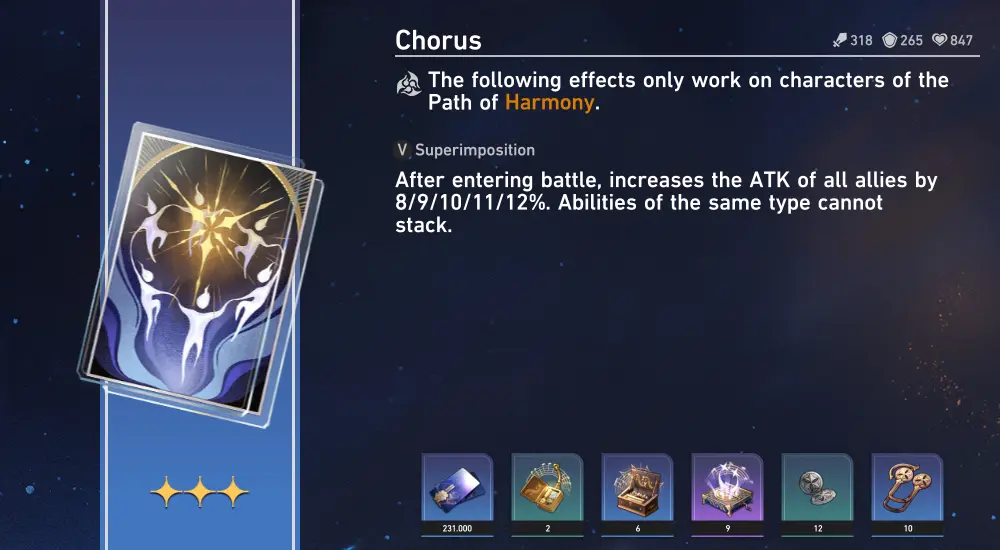 Chorus
318 265 847
The following effects only work on characters of the
Path of Harmony.
V Superimposition
After entering battle, increases the ATK of all allies by
8/9/10/11/12%. Abilities of the same type cannot
stack.
231.000 2 6 9 12 10